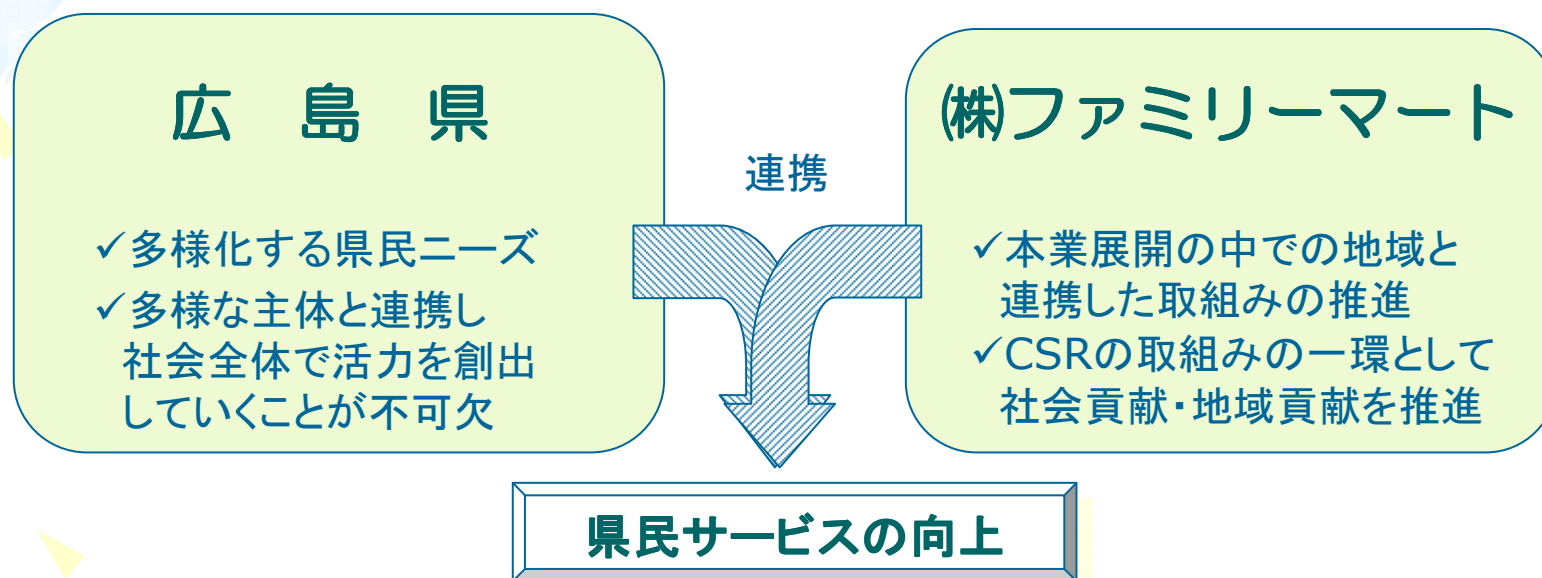 広 島 県
✓多様化する県民ニーズ
✓多様な主体と連携し
社会全体で活力を創出
していくことが不可欠
連携
㈱ファミリーマート
✓本業展開の中での地域と
連携した取組みの推進
✓CSRの取組みの一環として
社会貢献・地域貢献を推進
県民サービスの向上